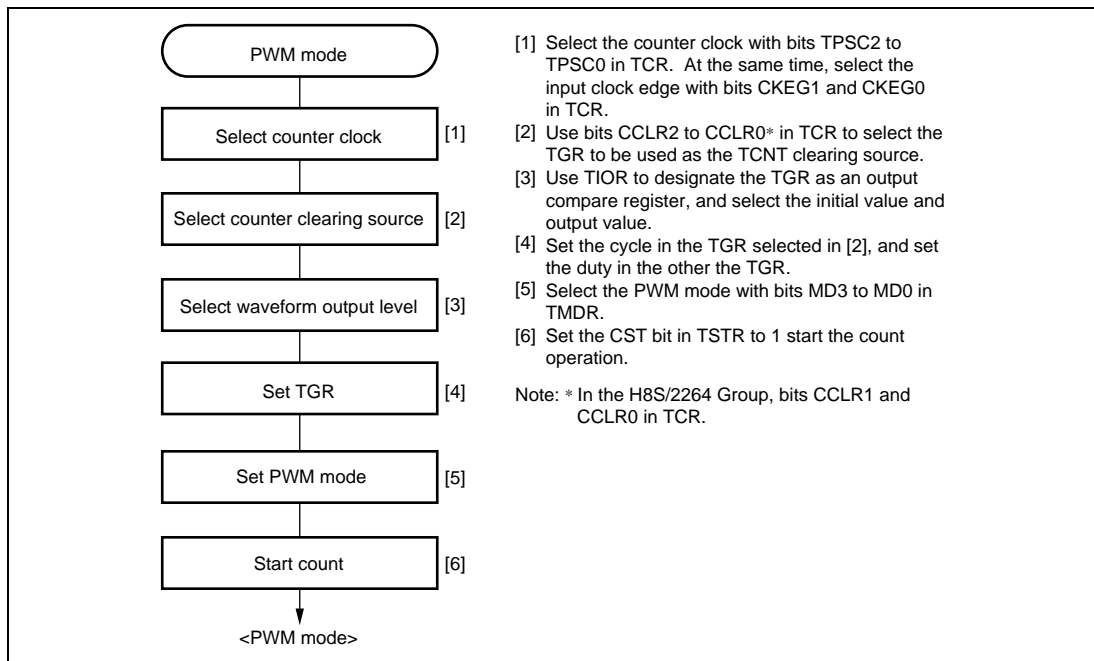 PWM mode
Select counter clock [1]
Select counter clearing source [2]
Select waveform output level [3]
Set TGR [4]
Set PWM mode [5]
Start count [6]
<PWM mode>
[1] Select the counter clock with bits TPSC2 to
TPSC0 in TCR. At the same time, select the
input clock edge with bits CKEG1 and CKEG0
in TCR.
[2] Use bits CCLR2 to CCLR0* in TCR to select the
TGR to be used as the TCNT clearing source.
[3] Use TIOR to designate the TGR as an output
compare register, and select the initial value and
output value.
[4] Set the cycle in the TGR selected in [2], and set
the duty in the other the TGR.
[5] Select the PWM mode with bits MD3 to MD0 in
TMDR.
[6] Set the CST bit in TSTR to 1 start the count
operation.
Note: * In the H8S/2264 Group, bits CCLR1 and
CCLR0 in TCR.